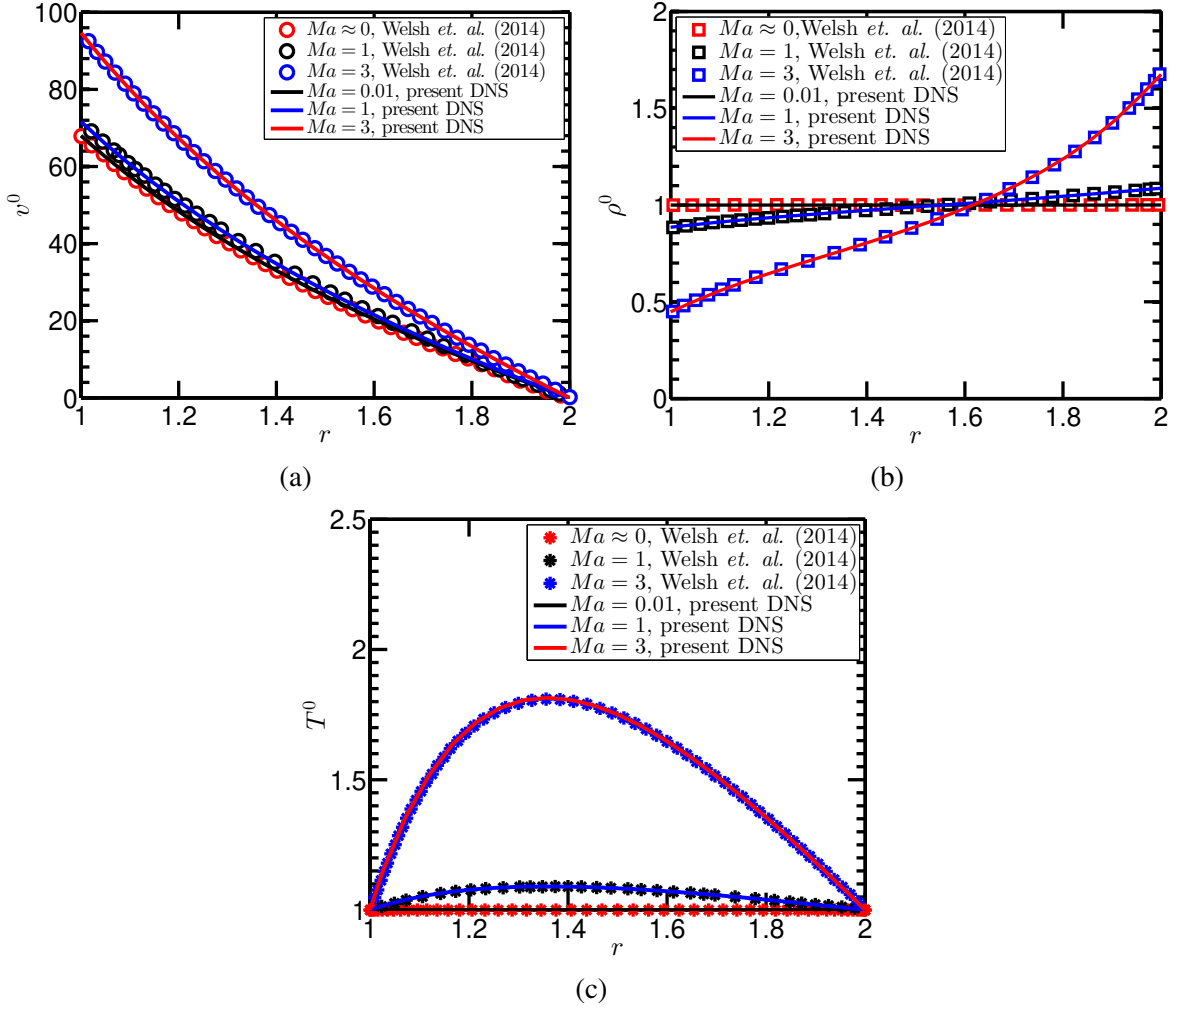 100
80
60
40
20
0
1
1.2
1.4
1.6
1.8
2
v⁰
r
Ma ≈ 0, Welsh et. al. (2014)
Ma = 1, Welsh et. al. (2014)
Ma = 3, Welsh et. al. (2014)
Ma = 0.01, present DNS
Ma = 1, present DNS
Ma = 3, present DNS
(a)
2
1.5
1
0.5
0
1
1.2
1.4
1.6
1.8
2
ρ⁰
r
Ma ≈ 0,Welsh et. al. (2014)
Ma = 1, Welsh et. al. (2014)
Ma = 3, Welsh et. al. (2014)
Ma = 0.01, present DNS
Ma = 1, present DNS
Ma = 3, present DNS
(b)
2.5
2
1.5
1
1
1.2
1.4
1.6
1.8
2
T⁰
r
Ma ≈ 0, Welsh et. al. (2014)
Ma = 1, Welsh et. al. (2014)
Ma = 3, Welsh et. al. (2014)
Ma = 0.01, present DNS
Ma = 1, present DNS
Ma = 3, present DNS
(c)